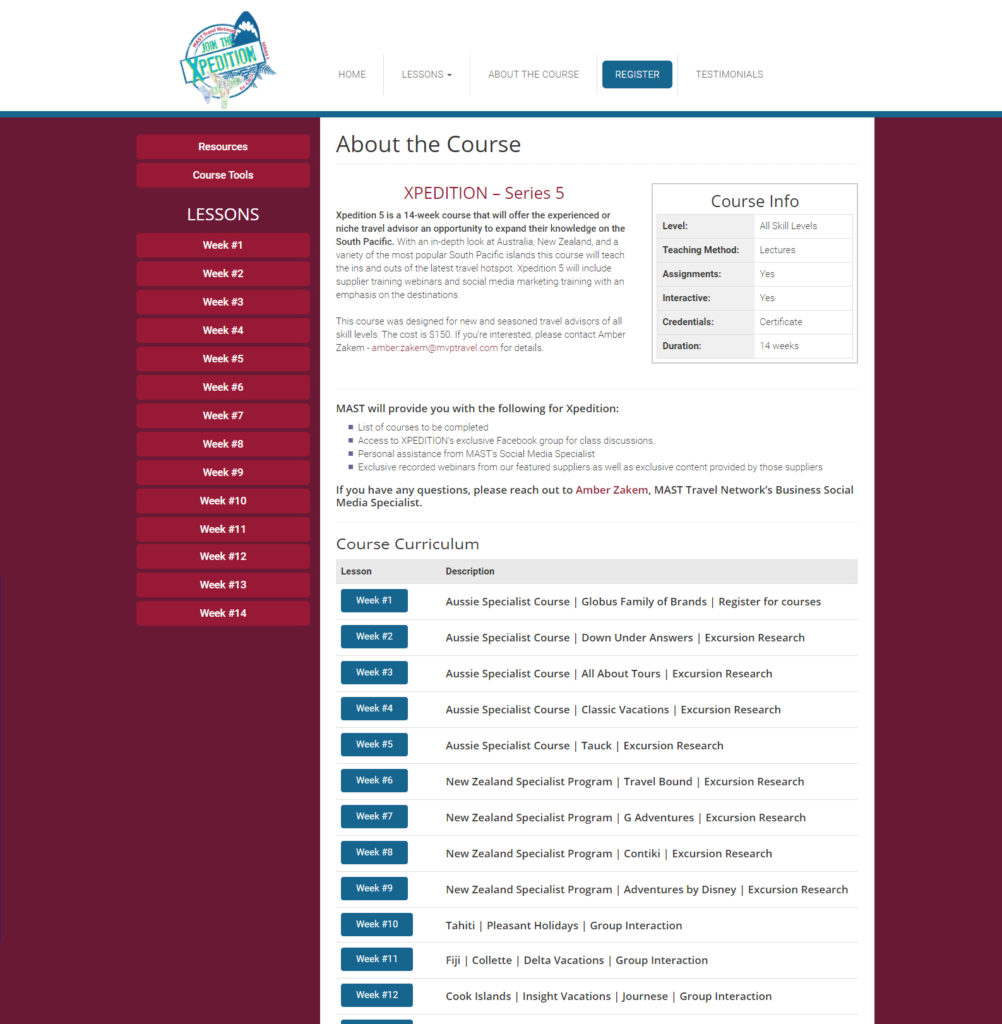 MAST Travel Network
JOIN THE
XPEDITION
HOME
LESSONS
ABOUT THE COURSE
REGISTER
TESTIMONIALS
Resources
Course Tools
LESSONS
Week #1
Week #2
Week #3
Week #4
Week #5
Week #6
Week #7
Week #8
Week #9
Week #10
Week #11
Week #12
Week #13
Week #14
About the Course
XPEDITION – Series 5
Xpedition 5 is a 14-week course that will offer the experienced or
niche travel advisor an opportunity to expand their knowledge on the
South Pacific. With an in-depth look at Australia, New Zealand, and a
variety of the most popular South Pacific islands this course will teach
the ins and outs of the latest travel hotspot. Xpedition 5 will include
supplier training webinars and social media marketing training with an
emphasis on the destinations.
This course was designed for new and seasoned travel advisors of all
skill levels. The cost is $150. If you're interested, please contact Amber
Zakem - amber.zakem@mvptravel.com for details.
Course Info
Level: All Skill Levels
Teaching Method: Lectures
Assignments: Yes
Interactive: Yes
Credentials: Certificate
Duration: 14 weeks
MAST will provide you with the following for Xpedition:
List of courses to be completed
Access to XPEDITION's exclusive Facebook group for class discussions.
Personal assistance from MAST's Social Media Specialist
Exclusive recorded webinars from our featured suppliers as well as exclusive content provided by those suppliers
If you have any questions, please reach out to Amber Zakem, MAST Travel Network's Business Social
Media Specialist.
Course Curriculum
Lesson Description
Week #1 Aussie Specialist Course | Globus Family of Brands | Register for courses
Week #2 Aussie Specialist Course | Down Under Answers | Excursion Research
Week #3 Aussie Specialist Course | All About Tours | Excursion Research
Week #4 Aussie Specialist Course | Classic Vacations | Excursion Research
Week #5 Aussie Specialist Course | Tauck | Excursion Research
Week #6 New Zealand Specialist Program | Travel Bound | Excursion Research
Week #7 New Zealand Specialist Program | G Adventures | Excursion Research
Week #8 New Zealand Specialist Program | Contiki | Excursion Research
Week #9 New Zealand Specialist Program | Adventures by Disney | Excursion Research
Week #10 Tahiti | Pleasant Holidays | Group Interaction
Week #11 Fiji | Collette | Delta Vacations | Group Interaction
Week #12 Cook Islands | Insight Vacations | Journese | Group Interaction